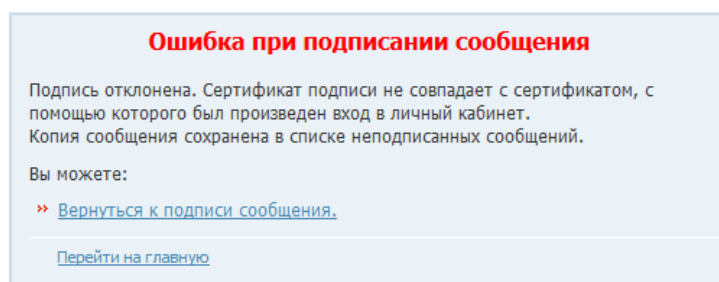 Ошибка при подписании сообщения
Подпись отклонена. Сертификат подписи не совпадает с сертификатом, с
помощью которого был произведен вход в личный кабинет.
Копия сообщения сохранена в списке неподписанных сообщений.
Вы можете:
» Вернуться к подписи сообщения.
Перейти на главную